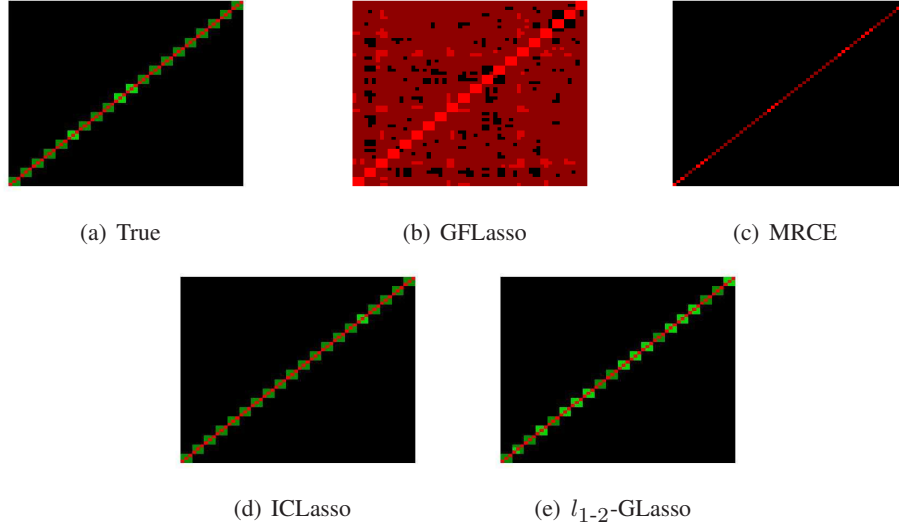 (a) True
(b) GFLasso
(c) MRCE
(d) ICLasso
(e) l1-2-GLasso